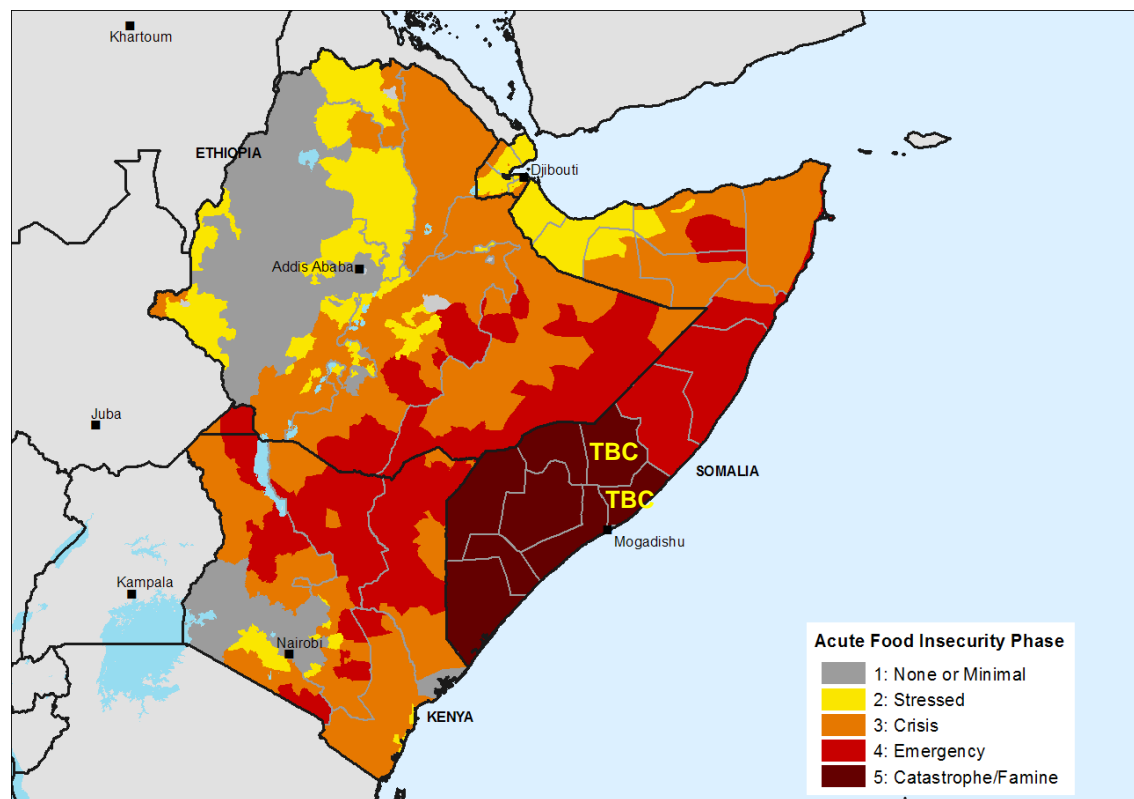 Khartoum
ETHIOPIA
Djibouti
Addis Ababa
Juba
TBC
SOMALIA
TBC
Mogadishu
Kampala
Nairobi
KENYA
Acute Food Insecurity Phase
1: None or Minimal
2: Stressed
3: Crisis
4: Emergency
5: Catastrophe/Famine